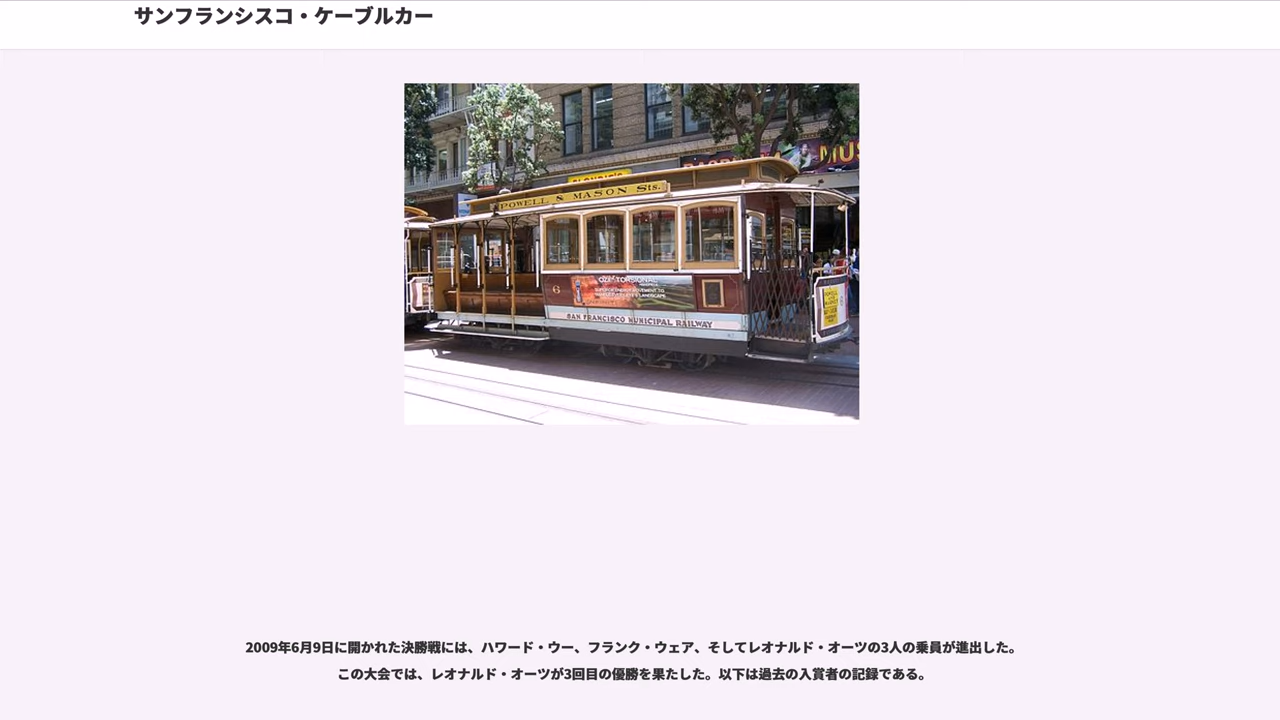 サンフランシスコ・ケーブルカー
POWELL & MASON Sts.
6
SAN FRANCISCO MUNICIPAL RAILWAY
2009年6月9日に開かれた決勝戦には、ハワード・ウー、フランク・ウェア、そしてレオナルド・オーツの3人の乗員が進出した。
この大会では、レオナルド・オーツが3回目の優勝を果たした。以下は過去の入賞者の記録である。